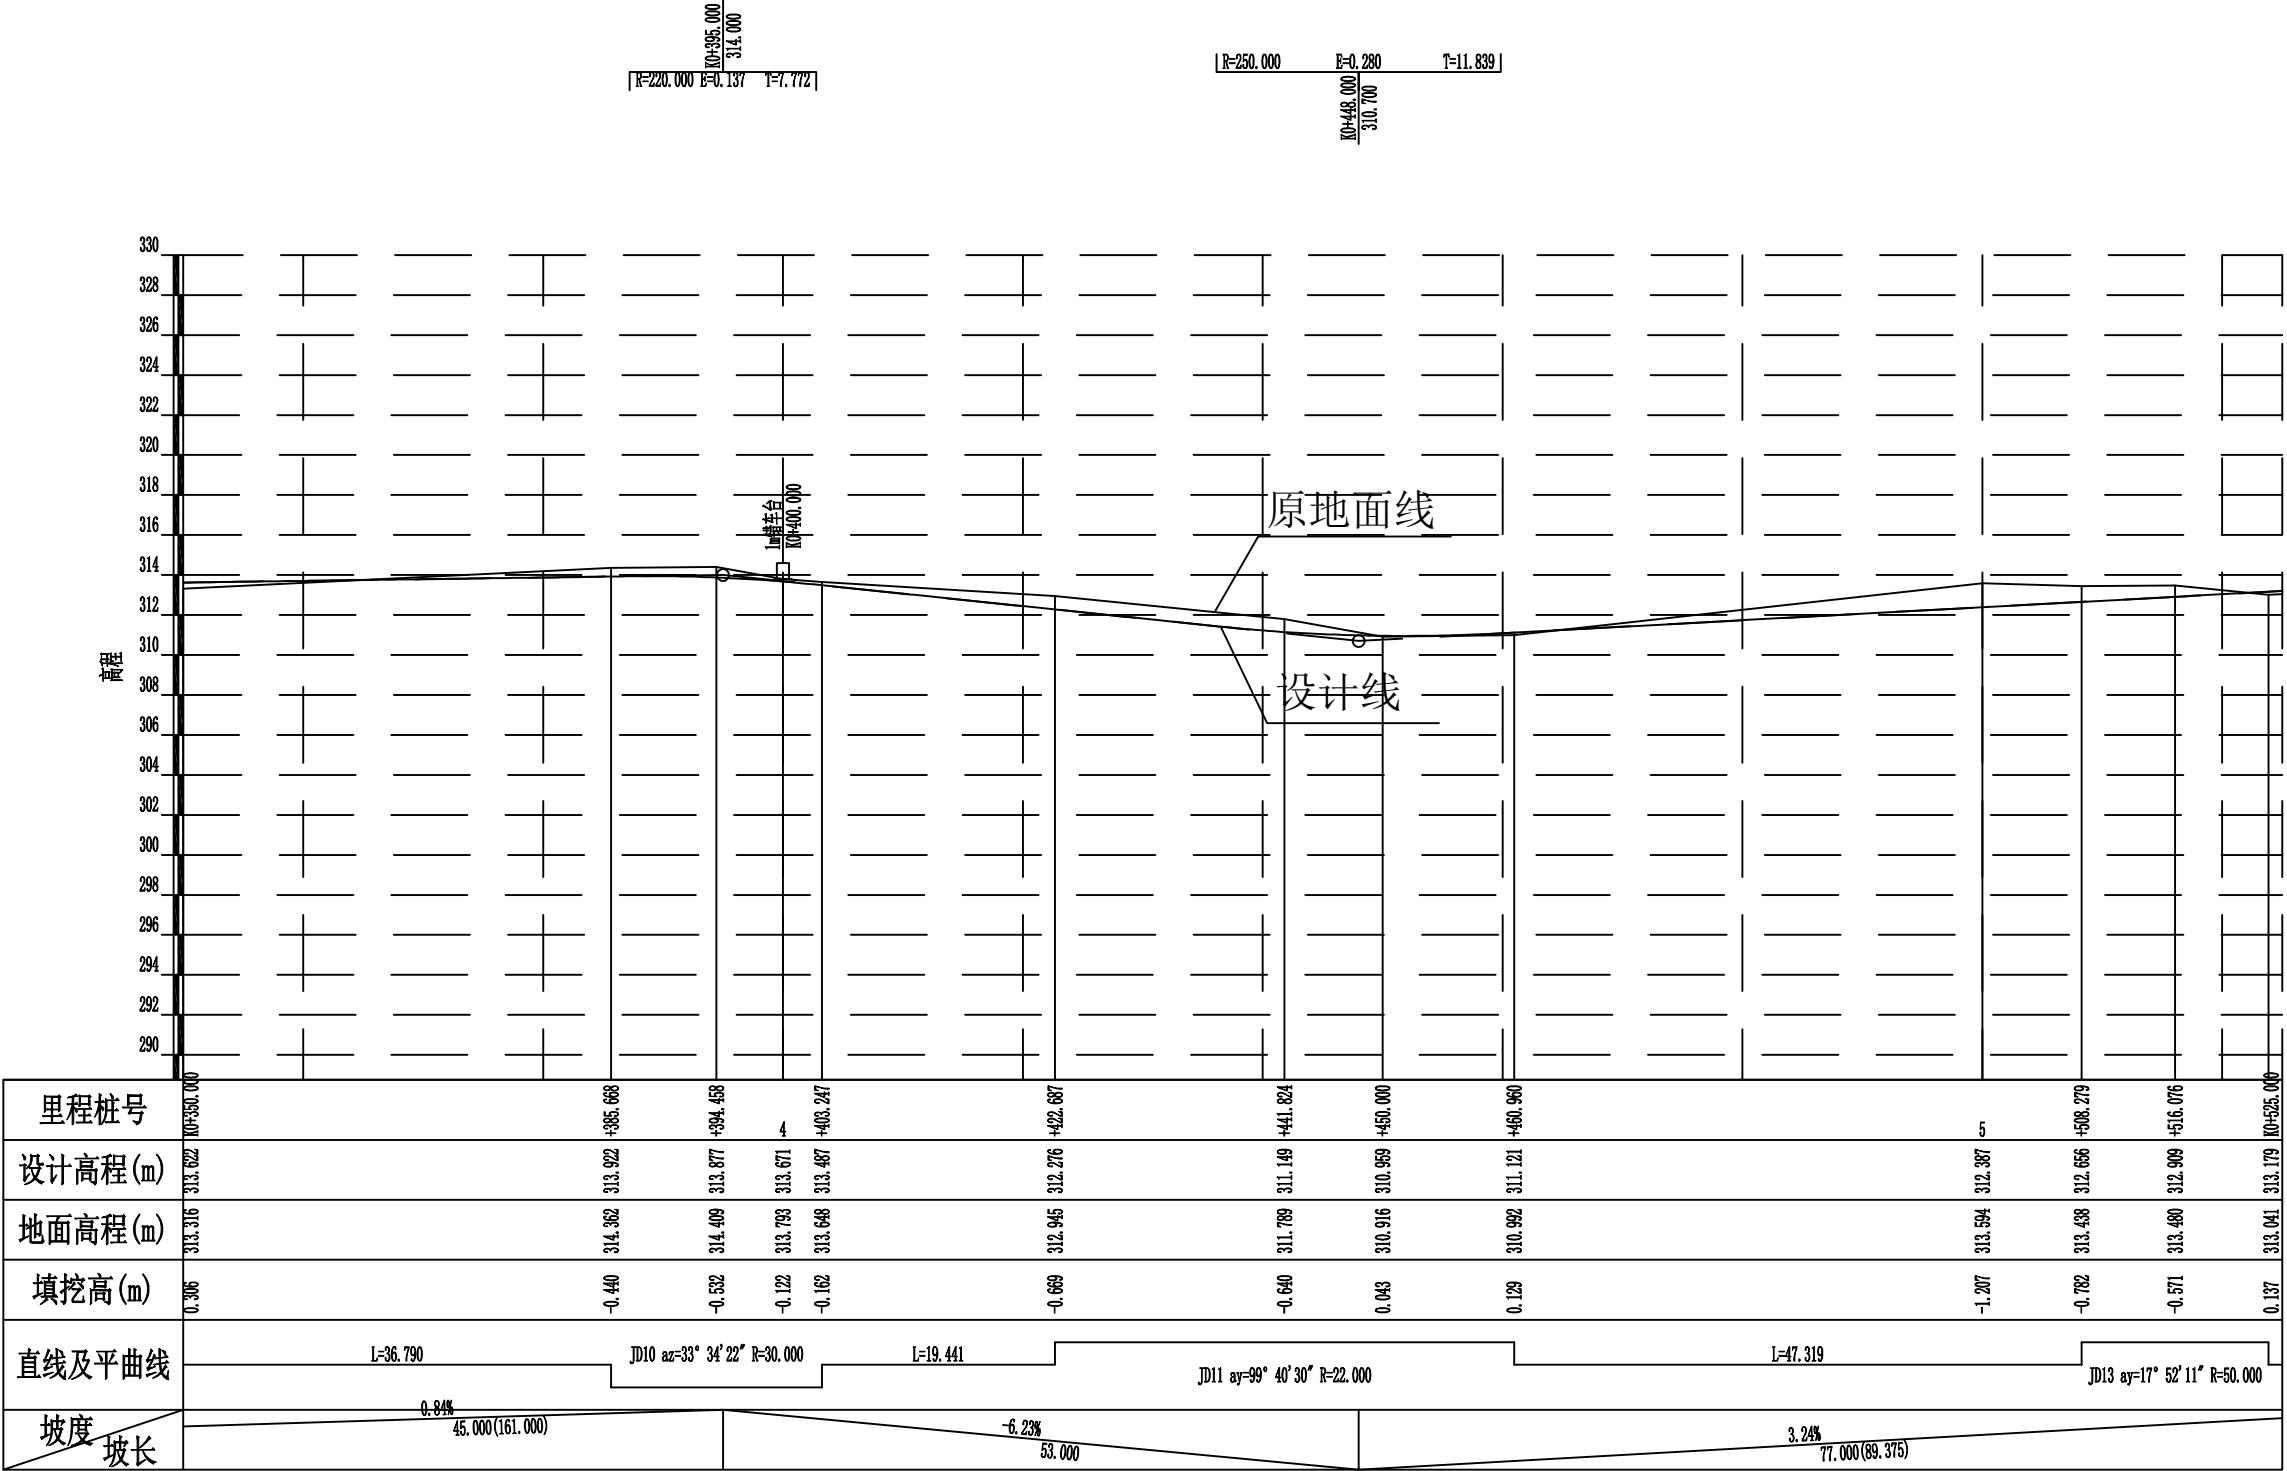 K0+395.000
314.000
R=220.000 E=0.137 T=7.772
R=250.000 E=0.280 T=11.839
K0+448.000
310.700
330
328
326
324
322
320
318
316
314
312
310
308
306
304
302
300
298
296
294
292
290
高程
1m错车台
K0+400.000
原地面线
设计线
里程桩号 K0+350.000 +385.668 +394.458 4 +403.247 +422.687 +441.824 +450.000 +460.960 5 +508.279 +516.076 K0+525.000
设计高程(m) 313.622 313.922 313.877 313.671 313.487 312.276 311.149 310.959 311.121 312.387 312.656 312.909 313.179
地面高程(m) 313.316 314.362 314.409 313.793 313.648 312.945 311.789 310.916 310.992 313.594 313.438 313.480 313.041
填挖高(m) 0.306 -0.440 -0.532 -0.122 -0.162 -0.669 -0.640 0.043 0.129 -1.207 -0.782 -0.571 0.137
直线及平曲线 L=36.790 JD10 az=33° 34'22" R=30.000 L=19.441 JD11 ay=99° 40'30" R=22.000 L=47.319 JD13 ay=17° 52'11" R=50.000
坡度 0.84% -6.23% 3.24%
坡长 45.000(161.000) 53.000 77.000(89.375)